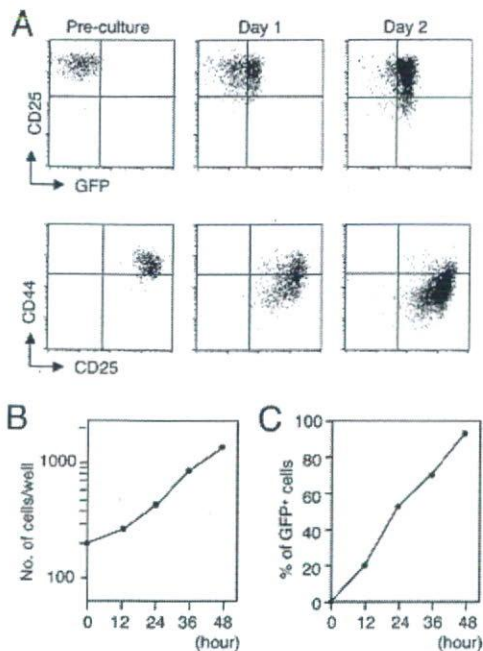 A
Pre-culture Day 1 Day 2
CD25
GFP
CD44
CD25
B
No. of cells/well
1000
100
0 12 24 36 48
(hour)
C
% of GFP+ cells
100
80
60
40
20
0
0 12 24 36 48
(hour)